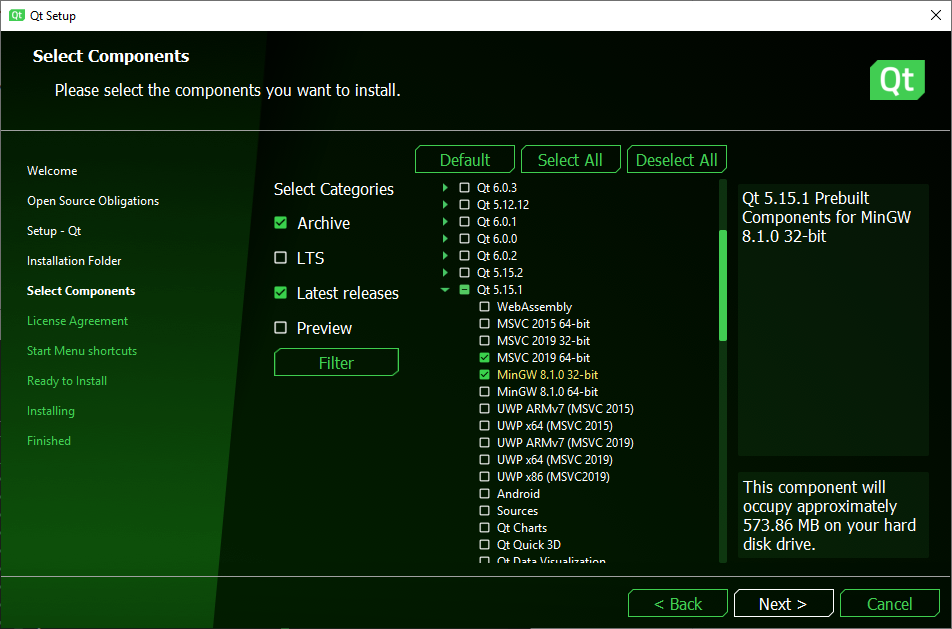 Qt Qt Setup
Select Components
Please select the components you want to install.
Qt
Welcome
Open Source Obligations
Setup - Qt
Installation Folder
Select Components
License Agreement
Start Menu shortcuts
Ready to Install
Installing
Finished
Select Categories
Archive
LTS
Latest releases
Preview
Filter
Default Select All Deselect All
Qt 6.0.3
Qt 5.12.12
Qt 6.0.1
Qt 6.0.0
Qt 6.0.2
Qt 5.15.2
Qt 5.15.1
WebAssembly
MSVC 2015 64-bit
MSVC 2019 32-bit
MSVC 2019 64-bit
MinGW 8.1.0 32-bit
MinGW 8.1.0 64-bit
UWP ARMv7 (MSVC 2015)
UWP x64 (MSVC 2015)
UWP ARMv7 (MSVC 2019)
UWP x64 (MSVC 2019)
UWP x86 (MSVC2019)
Android
Sources
Qt Charts
Qt Quick 3D
Qt Data Visualization
Qt 5.15.1 Prebuilt
Components for MinGW
8.1.0 32-bit
This component will
occupy approximately
573.86 MB on your hard
disk drive.
< Back Next > Cancel